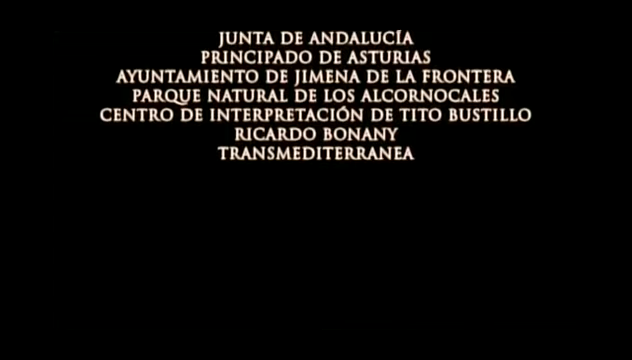 JUNTA DE ANDALUCÍA
PRINCIPADO DE ASTURIAS
AYUNTAMIENTO DE JIMENA DE LA FRONTERA
PARQUE NATURAL DE LOS ALCORNOCALES
CENTRO DE INTERPRETACIÓN DE TITO BUSTILLO
RICARDO BONANY
TRANSMEDITERRANEA